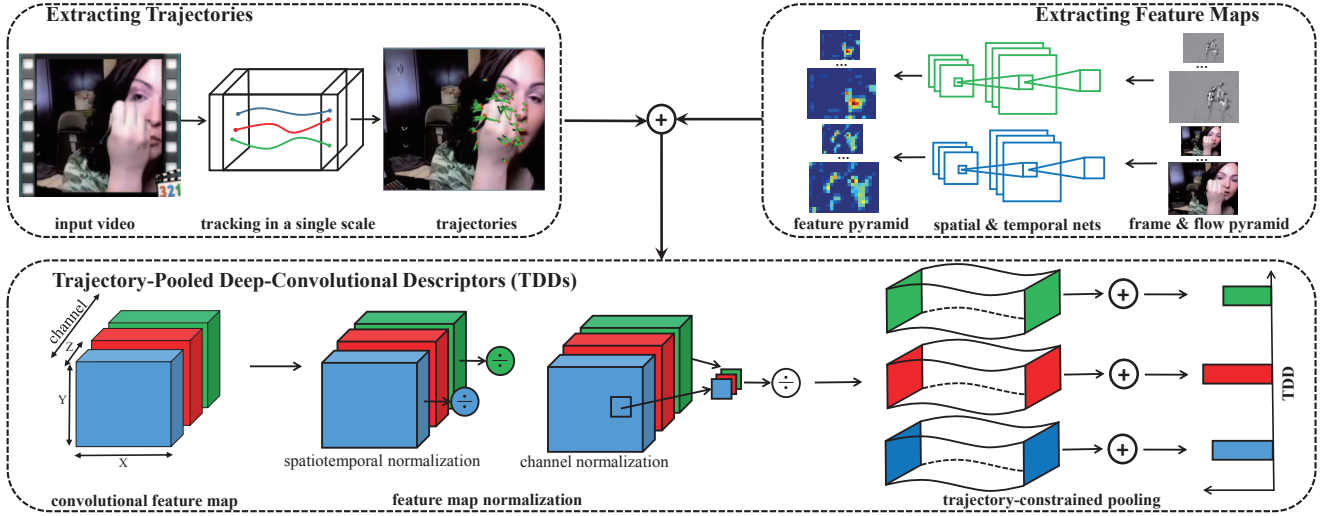 Extracting Trajectories
321
input video
tracking in a single scale
trajectories
+
Extracting Feature Maps
...
...
feature pyramid
spatial & temporal nets
frame & flow pyramid
...
...
Trajectory-Pooled Deep-Convolutional Descriptors (TDDs)
channel
Z
Y
X
convolutional feature map
÷
÷
spatiotemporal normalization
÷
channel normalization
feature map normalization
+
+
+
trajectory-constrained pooling
TDD